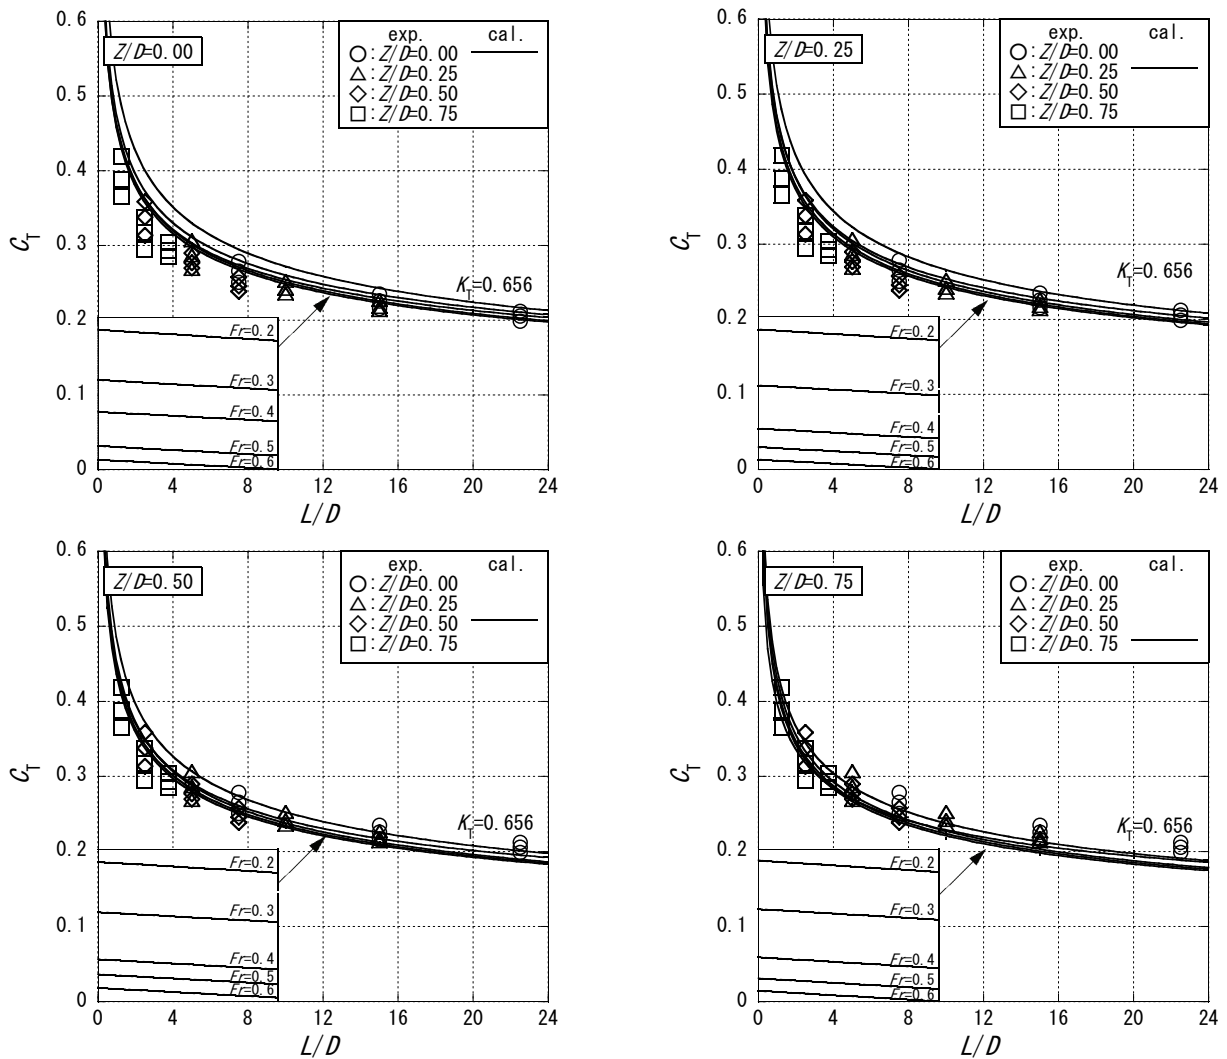 0.6
0.5
0.4
0.3
0.2
0.1
0
C_T
Z/D=0.00
exp. cal.
○:Z/D=0.00
△:Z/D=0.25
◇:Z/D=0.50
□:Z/D=0.75
K_T=0.656
Fr=0.2
Fr=0.3
Fr=0.4
Fr=0.5
Fr=0.6
0 4 8 12 16 20 24
L/D
0.6
0.5
0.4
0.3
0.2
0.1
0
C_T
Z/D=0.25
exp. cal.
○:Z/D=0.00
△:Z/D=0.25
◇:Z/D=0.50
□:Z/D=0.75
K_T=0.656
Fr=0.2
Fr=0.3
Fr=0.4
Fr=0.5
Fr=0.6
0 4 8 12 16 20 24
L/D
0.6
0.5
0.4
0.3
0.2
0.1
0
C_T
Z/D=0.50
exp. cal.
○:Z/D=0.00
△:Z/D=0.25
◇:Z/D=0.50
□:Z/D=0.75
K_T=0.656
Fr=0.2
Fr=0.3
Fr=0.4
Fr=0.5
Fr=0.6
0 4 8 12 16 20 24
L/D
0.6
0.5
0.4
0.3
0.2
0.1
0
C_T
Z/D=0.75
exp. cal.
○:Z/D=0.00
△:Z/D=0.25
◇:Z/D=0.50
□:Z/D=0.75
K_T=0.656
Fr=0.2
Fr=0.3
Fr=0.4
Fr=0.5
Fr=0.6
0 4 8 12 16 20 24
L/D